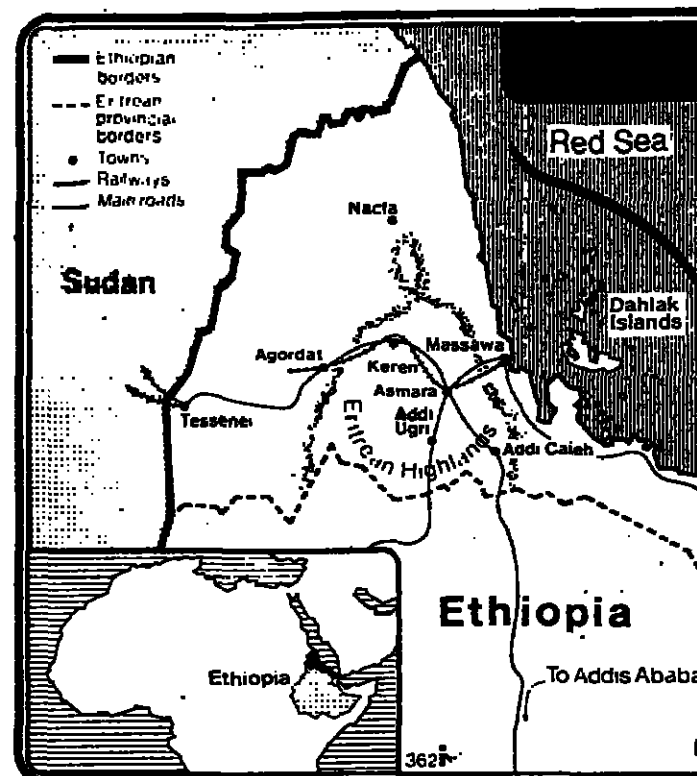 Ethiopian
borders
Eritrean
provincial
borders
Towns
Railways
Main roads
Red Sea
Nacfa
Sudan
Dahlak
Islands
Agordat
Keren
Massawa
Asmara
Tessenei
Addi
Ugri
Eritrean Highlands
Addi Caieh
Ethiopia
Ethiopia
To Addis Ababa
362